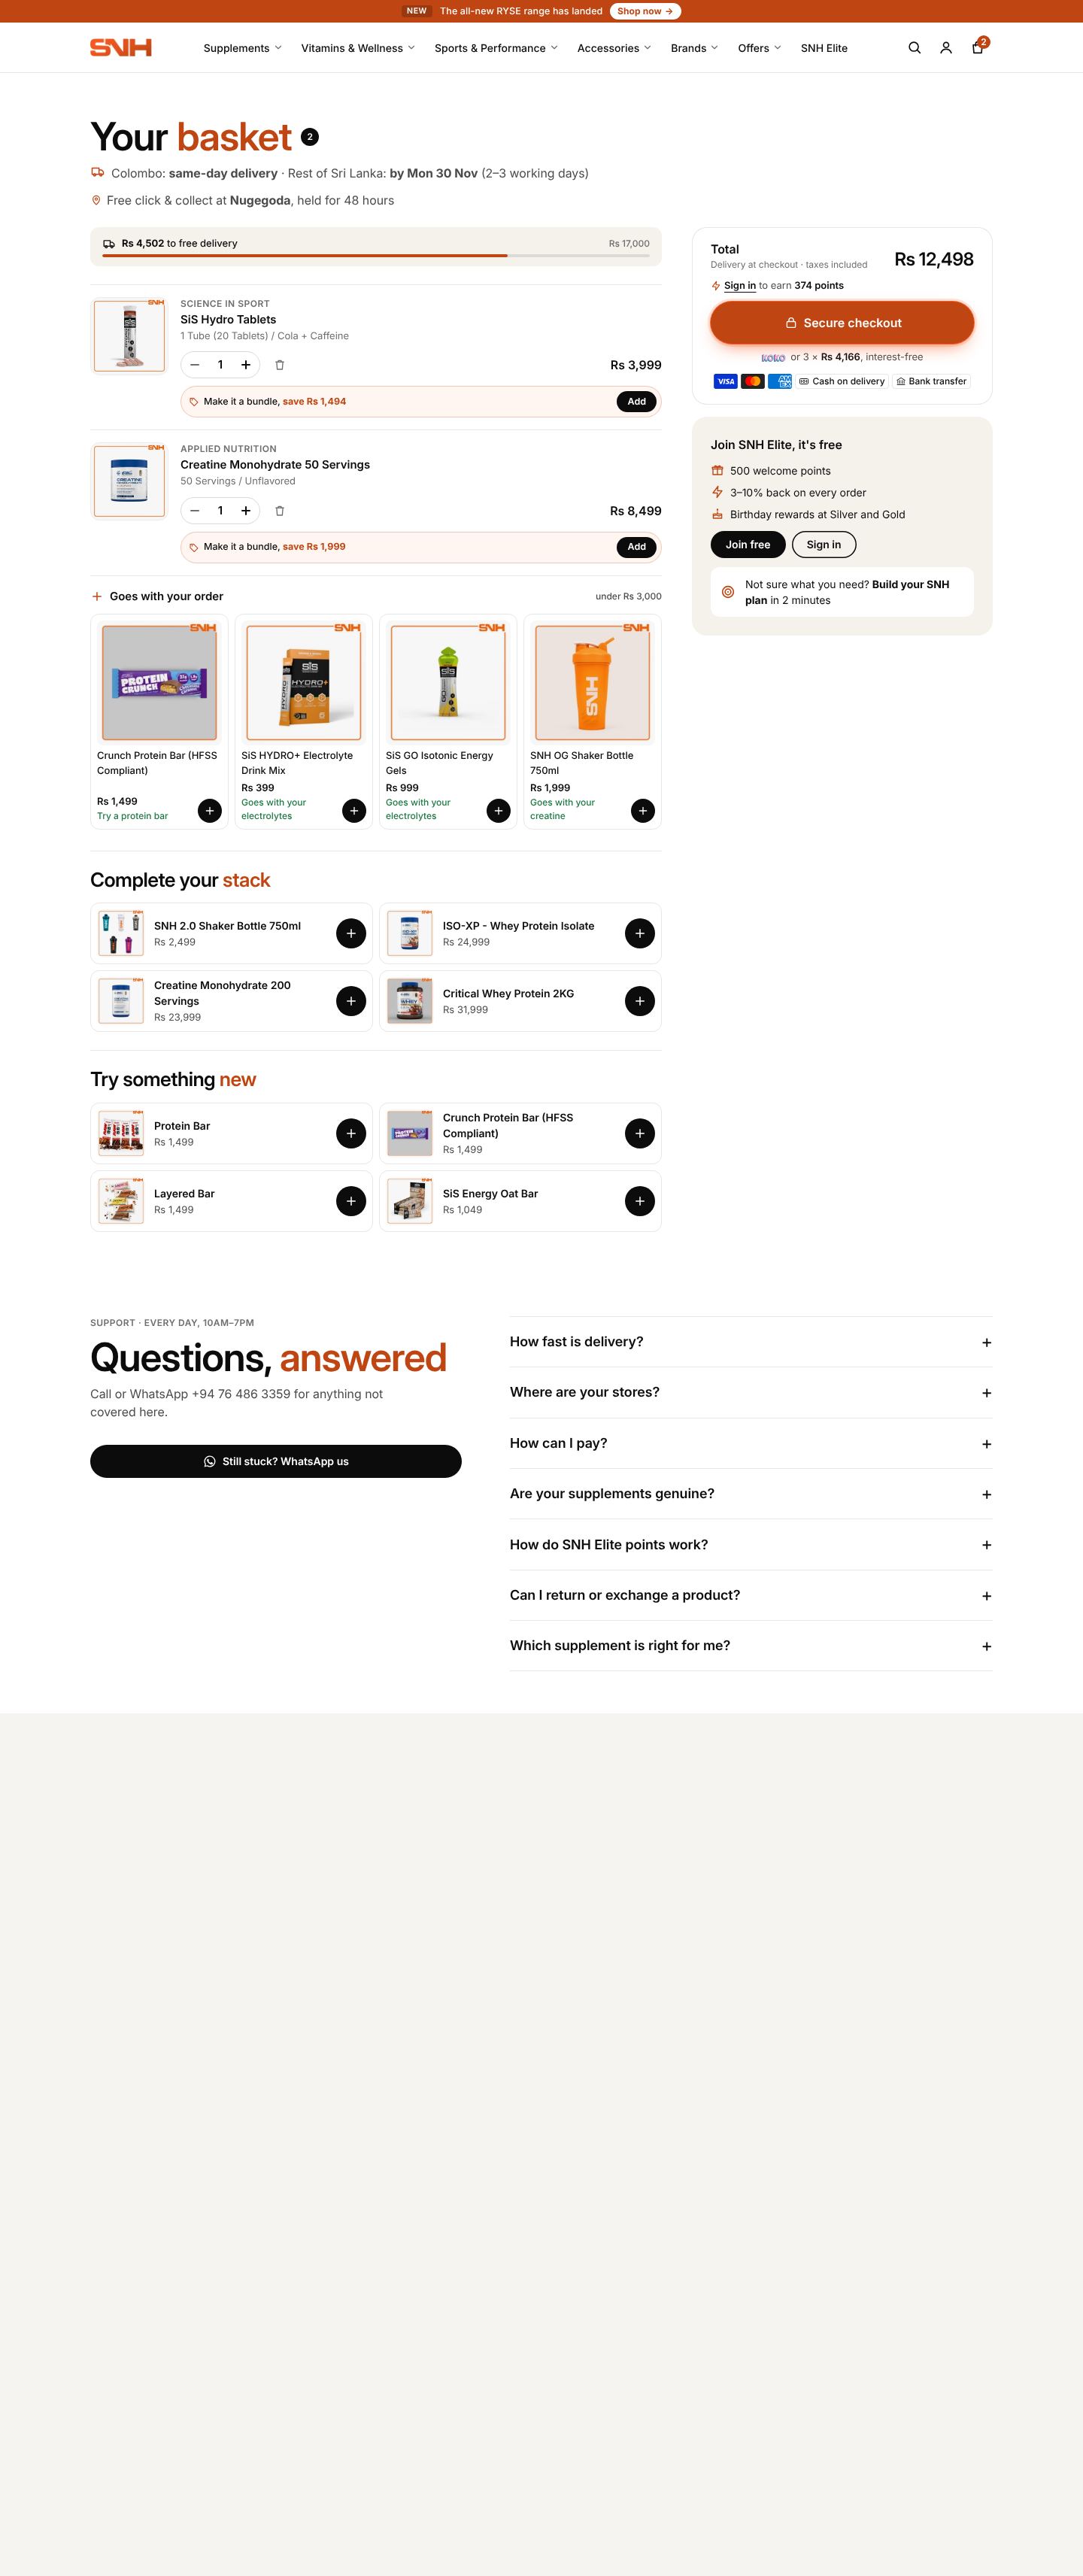 NEW The all-new RYSE range has landed Shop now →
SNH Supplements Vitamins & Wellness Sports & Performance Accessories Brands Offers SNH Elite 2
Your basket 2
Colombo: same-day delivery · Rest of Sri Lanka: by Mon 30 Nov (2–3 working days)
Free click & collect at Nugegoda, held for 48 hours
Rs 4,502 to free delivery Rs 17,000
SCIENCE IN SPORT
SiS Hydro Tablets
1 Tube (20 Tablets) / Cola + Caffeine
1 Rs 3,999
Make it a bundle, save Rs 1,494 Add
APPLIED NUTRITION
Creatine Monohydrate 50 Servings
50 Servings / Unflavored
1 Rs 8,499
Make it a bundle, save Rs 1,999 Add
Goes with your order under Rs 3,000
Crunch Protein Bar (HFSS Compliant)
Rs 1,499
Try a protein bar
SiS HYDRO+ Electrolyte Drink Mix
Rs 399
Goes with your electrolytes
SiS GO Isotonic Energy Gels
Rs 999
Goes with your electrolytes
SNH OG Shaker Bottle 750ml
Rs 1,999
Goes with your creatine
Complete your stack
SNH 2.0 Shaker Bottle 750ml
Rs 2,499
ISO-XP - Whey Protein Isolate
Rs 24,999
Creatine Monohydrate 200 Servings
Rs 23,999
Critical Whey Protein 2KG
Rs 31,999
Try something new
Protein Bar
Rs 1,499
Crunch Protein Bar (HFSS Compliant)
Rs 1,499
Layered Bar
Rs 1,499
SiS Energy Oat Bar
Rs 1,049
Total
Delivery at checkout · taxes included
Rs 12,498
Sign in to earn 374 points
Secure checkout
KOKO or 3 × Rs 4,166, interest-free
VISA AMEX Cash on delivery Bank transfer
Join SNH Elite, it's free
500 welcome points
3–10% back on every order
Birthday rewards at Silver and Gold
Join free Sign in
Not sure what you need? Build your SNH
plan in 2 minutes
SUPPORT · EVERY DAY, 10AM–7PM
Questions, answered
Call or WhatsApp +94 76 486 3359 for anything not
covered here.
Still stuck? WhatsApp us
How fast is delivery?
Where are your stores?
How can I pay?
Are your supplements genuine?
How do SNH Elite points work?
Can I return or exchange a product?
Which supplement is right for me?